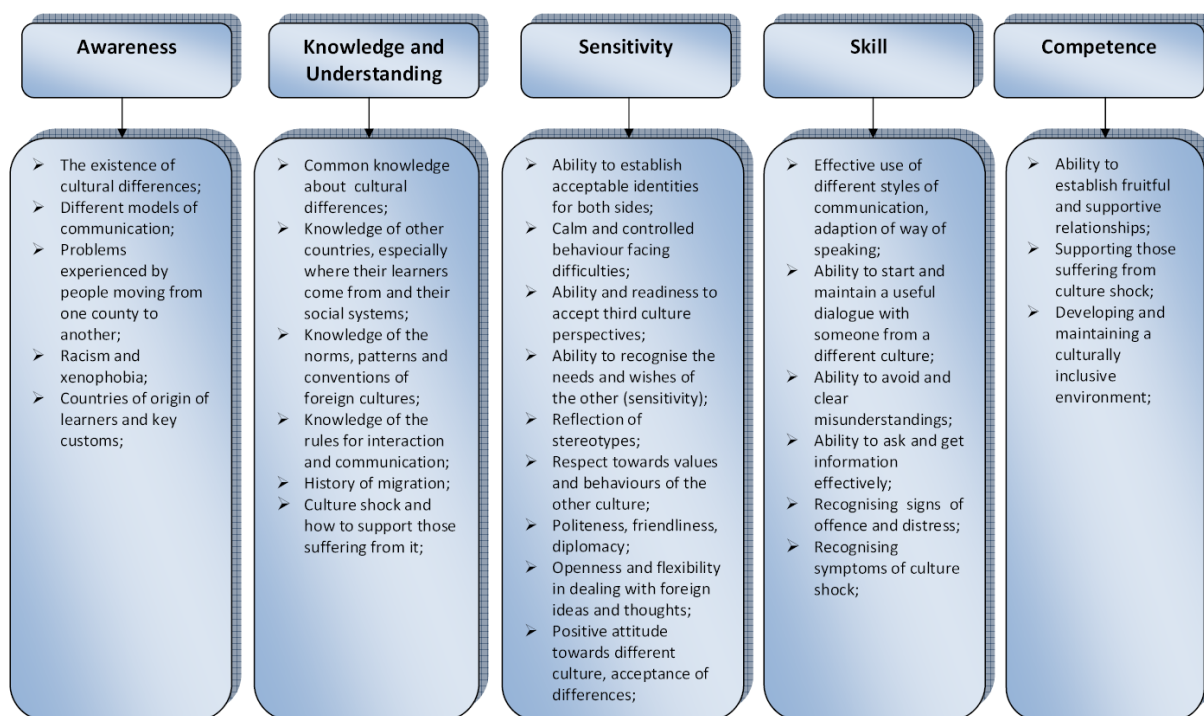 Awareness
➢ The existence of
cultural differences;
➢ Different models of
communication;
➢ Problems
experienced by
people moving from
one county to
another;
➢ Racism and
xenophobia;
➢ Countries of origin of
learners and key
customs;
Knowledge and
Understanding
➢ Common knowledge
about cultural
differences;
➢ Knowledge of other
countries, especially
where their learners
come from and their
social systems;
➢ Knowledge of the
norms, patterns and
conventions of
foreign cultures;
➢ Knowledge of the
rules for interaction
and communication;
➢ History of migration;
➢ Culture shock and
how to support those
suffering from it;
Sensitivity
➢ Ability to establish
acceptable identities
for both sides;
➢ Calm and controlled
behaviour facing
difficulties;
➢ Ability and readiness to
accept third culture
perspectives;
➢ Ability to recognise the
needs and wishes of
the other (sensitivity);
➢ Reflection of
stereotypes;
➢ Respect towards values
and behaviours of the
other culture;
➢ Politeness, friendliness,
diplomacy;
➢ Openness and flexibility
in dealing with foreign
ideas and thoughts;
➢ Positive attitude
towards different
culture, acceptance of
differences;
Skill
➢ Effective use of
different styles of
communication,
adaption of way of
speaking;
➢ Ability to start and
maintain a useful
dialogue with
someone from a
different culture;
➢ Ability to avoid and
clear
misunderstandings;
➢ Ability to ask and get
information
effectively;
➢ Recognising signs of
offence and distress;
➢ Recognising
symptoms of culture
shock;
Competence
➢ Ability to
establish fruitful
and supportive
relationships;
➢ Supporting those
suffering from
culture shock;
➢ Developing and
maintaining a
culturally
inclusive
environment;